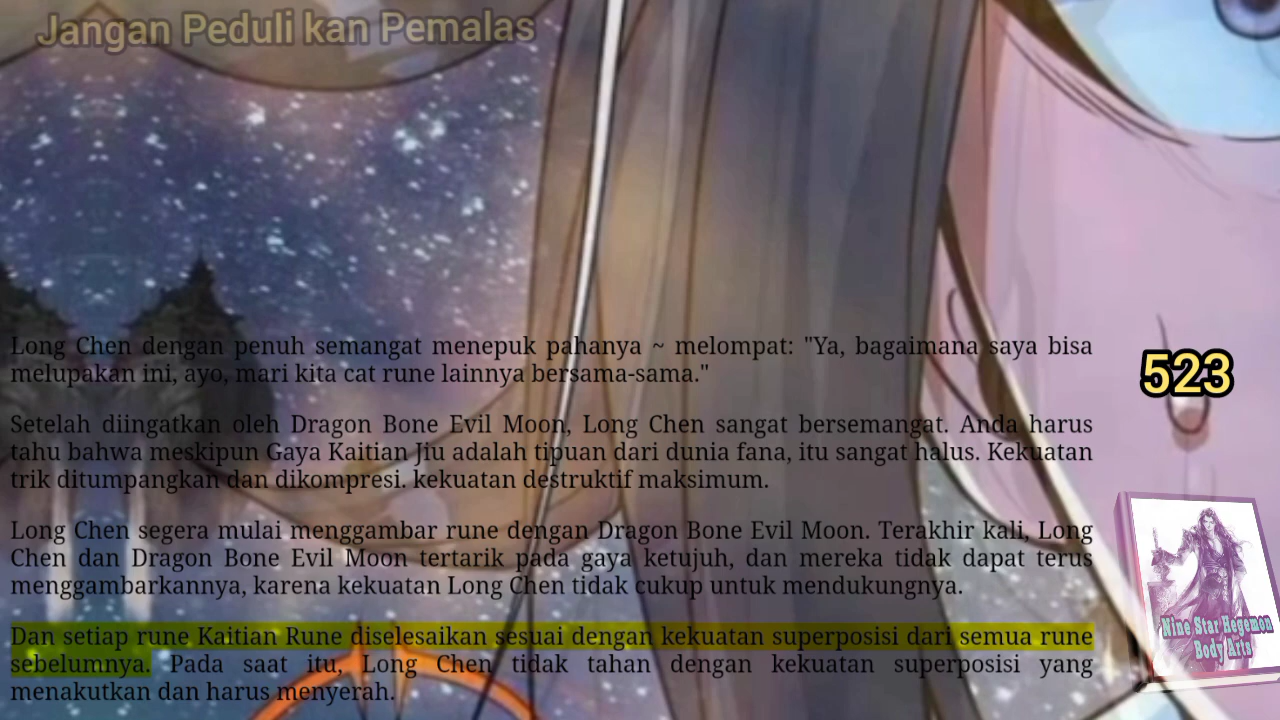 Jangan Peduli kan Pemalas
Long Chen dengan penuh semangat menepuk pahanya ~ melompat: "Ya, bagaimana saya bisa
melupakan ini, ayo, mari kita cat rune lainnya bersama-sama."
Setelah diingatkan oleh Dragon Bone Evil Moon, Long Chen sangat bersemangat. Anda harus
tahu bahwa meskipun Gaya Kaitian Jiu adalah tipuan dari dunia fana, itu sangat halus. Kekuatan
trik ditumpangkan dan dikompresi. kekuatan destruktif maksimum.
523
Long Chen segera mulai menggambar rune dengan Dragon Bone Evil Moon. Terakhir kali, Long
Chen dan Dragon Bone Evil Moon tertarik pada gaya ketujuh, dan mereka tidak dapat terus
menggambarkannya, karena kekuatan Long Chen tidak cukup untuk mendukungnya.
Dan setiap rune Kaitian Rune diselesaikan sesuai dengan kekuatan superposisi dari semua rune
sebelumnya. Pada saat itu, Long Chen tidak tahan dengan kekuatan superposisi yang
menakutkan dan harus menyerah.
Nine Star Hegemon
Body Arts